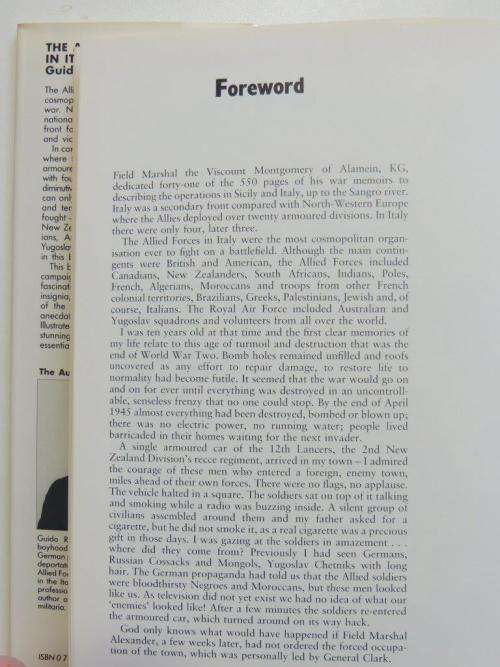 THE A
IN IT
Guid
The Alli
cosmop
war. N
nationa
front fo
and vic
In cam
where t
armoure
with fou
diminutiv
can only
and terr
fought –
New Ze
ians, A
Yugoslav
in this b
This b
campaig
fascinati
insignia,
of the
anecdot
Illustrate
stunning
essentia
The Au
Guido R
boyhood
German
deportati
Allied Fo
in the Ita
professio
author a
militaria.
ISBN 0 7
Foreword
Field Marshal the Viscount Montgomery of Alamein, KG,
dedicated forty-one of the 550 pages of his war memoirs to
describing the operations in Sicily and Italy, up to the Sangro river.
Italy was a secondary front compared with North-Western Europe
where the Allies deployed over twenty armoured divisions. In Italy
there were only four, later three.
The Allied Forces in Italy were the most cosmopolitan organ-
isation ever to fight on a battlefield. Although the main contin-
gents were British and American, the Allied Forces included
Canadians, New Zealanders, South Africans, Indians, Poles,
French, Algerians, Moroccans and troops from other French
colonial territories, Brazilians, Greeks, Palestinians, Jewish and, of
course, Italians. The Royal Air Force included Australian and
Yugoslav squadrons and volunteers from all over the world.
I was ten years old at that time and the first clear memories of
my life relate to this age of turmoil and destruction that was the
end of World War Two. Bomb holes remained unfilled and roofs
uncovered as any effort to repair damage, to restore life to
normality had become futile. It seemed that the war would go on
and on for ever until everything was destroyed in an uncontroll-
able, senseless frenzy that no one could stop. By the end of April
1945 almost everything had been destroyed, bombed or blown up;
there was no electric power, no running water; people lived
barricaded in their homes waiting for the next invader.
A single armoured car of the 12th Lancers, the 2nd New
Zealand Division's recce regiment, arrived in my town – I admired
the courage of these men who entered a foreign, enemy town,
miles ahead of their own forces. There were no flags, no applause.
The vehicle halted in a square. The soldiers sat on top of it talking
and smoking while a radio was buzzing inside. A silent group of
civilians assembled around them and my father asked for a
cigarette, but he did not smoke it, as a real cigarette was a precious
gift in those days. I was gazing at the soldiers in amazement . . .
where did they come from? Previously I had seen Germans,
Russian Cossacks and Mongols, Yugoslav Chetniks with long
hair. The German propaganda had told us that the Allied soldiers
were bloodthirsty Negroes and Moroccans, but these men looked
like us. As television did not yet exist we had no idea of what our
'enemies' looked like! After a few minutes the soldiers re-entered
the armoured car, which turned around on its way back.
God only knows what would have happened if Field Marshal
Alexander, a few weeks later, had not ordered the forced occupa-
tion of the town, which was personally led by General Clark.